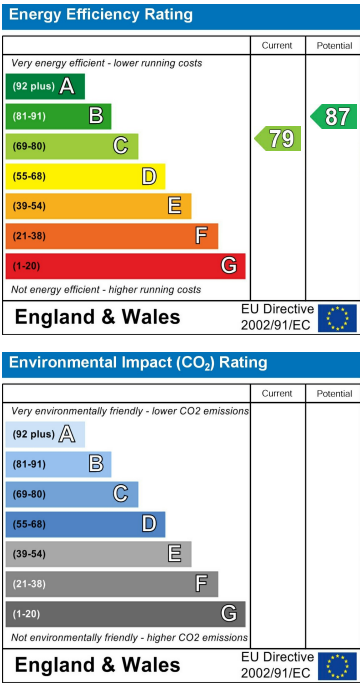 Energy Efficiency Rating
Current Potential
Very energy efficient - lower running costs
(92 plus) A
(81-91) B
(69-80) C
(55-68) D
(39-54) E
(21-38) F
(1-20) G
79
87
Not energy efficient - higher running costs
England & Wales
EU Directive
2002/91/EC
Environmental Impact (CO₂) Rating
Current Potential
Very environmentally friendly - lower CO2 emissions
(92 plus) A
(81-91) B
(69-80) C
(55-68) D
(39-54) E
(21-38) F
(1-20) G
Not environmentally friendly - higher CO2 emissions
England & Wales
EU Directive
2002/91/EC